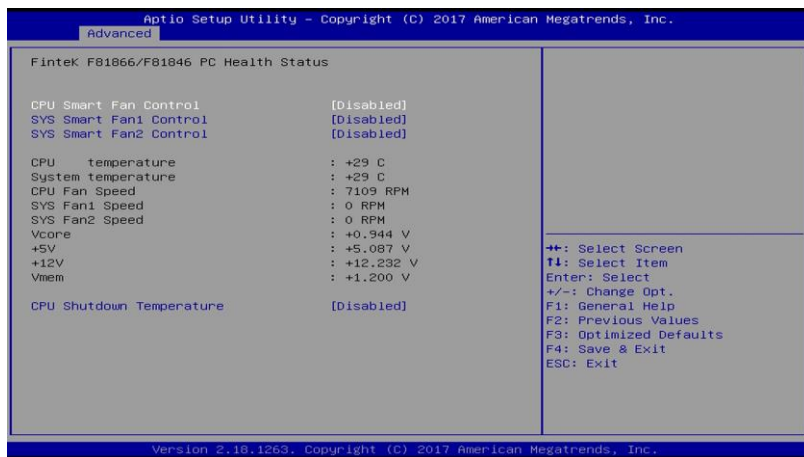 Aptio Setup Utility – Copyright (C) 2017 American Megatrends, Inc.
Advanced
Fintek F81866/F81846 PC Health Status
CPU Smart Fan Control [Disabled]
SYS Smart Fan1 Control [Disabled]
SYS Smart Fan2 Control [Disabled]
CPU temperature : +29 C
System temperature : +29 C
CPU Fan Speed : 7109 RPM
SYS Fan1 Speed : 0 RPM
SYS Fan2 Speed : 0 RPM
Vcore : +0.944 V
+5V : +5.087 V
+12V : +12.232 V
Vmem : +1.200 V
CPU Shutdown Temperature [Disabled]
→←: Select Screen
↑↓: Select Item
Enter: Select
+/-: Change Opt.
F1: General Help
F2: Previous Values
F3: Optimized Defaults
F4: Save & Exit
ESC: Exit
Version 2.18.1263. Copyright (C) 2017 American Megatrends, Inc.